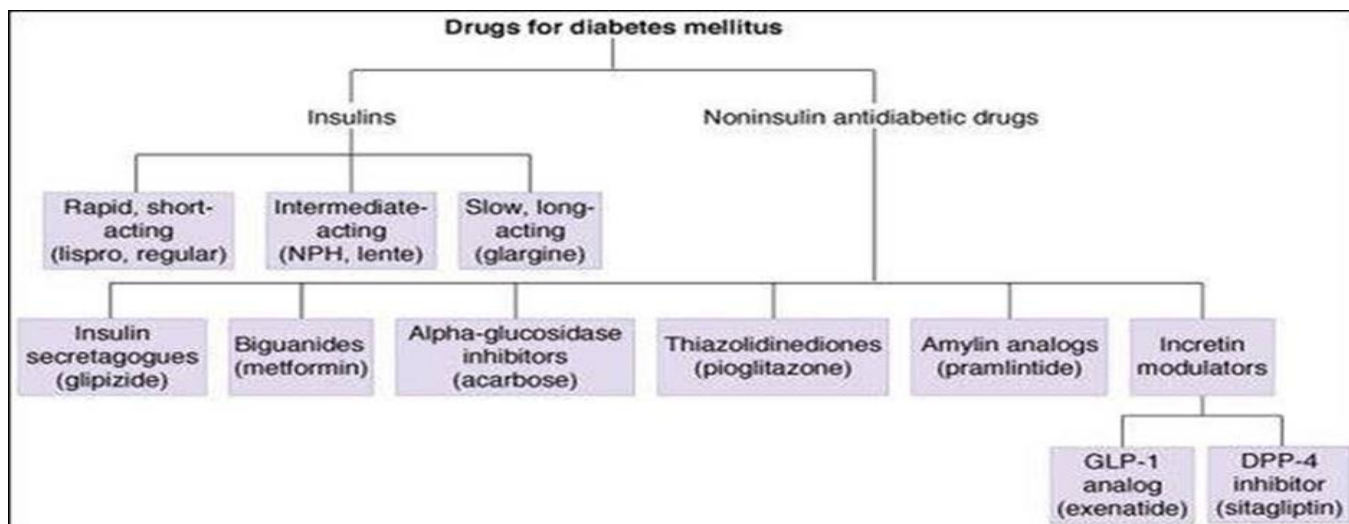 Drugs for diabetes mellitus
Insulins
Noninsulin antidiabetic drugs
Rapid, short-
acting
(lispro, regular)
Intermediate-
acting
(NPH, lente)
Slow, long-
acting
(glargine)
Insulin
secretagogues
(glipizide)
Biguanides
(metformin)
Alpha-glucosidase
inhibitors
(acarbose)
Thiazolidinediones
(pioglitazone)
Amylin analogs
(pramlintide)
Incretin
modulators
GLP-1
analog
(exenatide)
DPP-4
inhibitor
(sitagliptin)